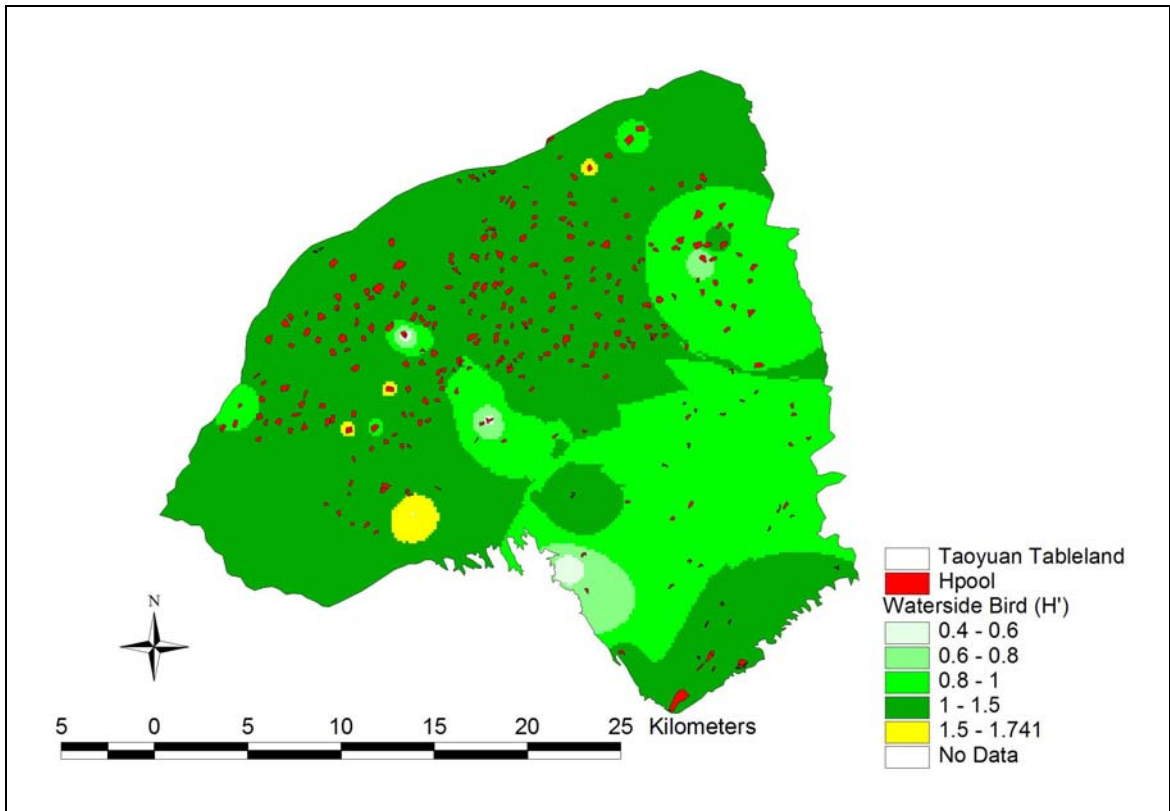 Taoyuan Tableland
Hpool
Waterside Bird (H')
0.4 - 0.6
0.6 - 0.8
0.8 - 1
1 - 1.5
1.5 - 1.741
No Data
N
5 0 5 10 15 20 25 Kilometers